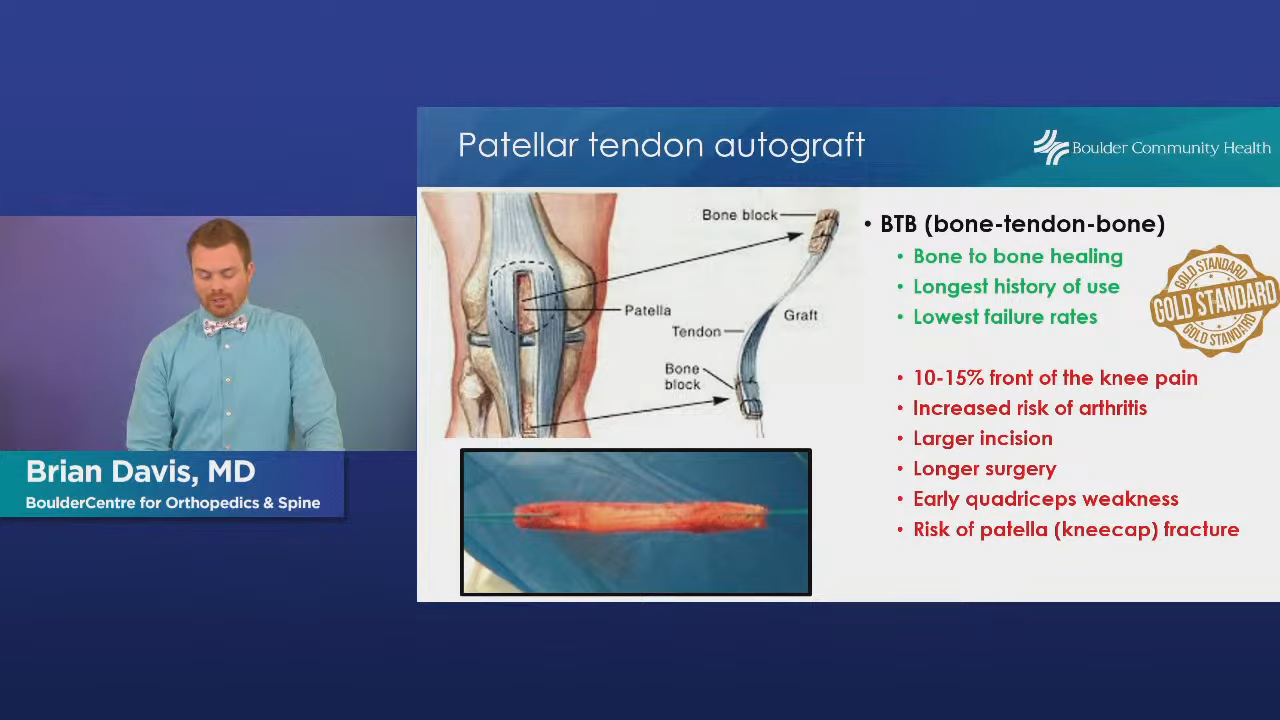 Patellar tendon autograft
Boulder Community Health
Bone block
Patella
Graft
Tendon
Bone
block
• BTB (bone-tendon-bone)
• Bone to bone healing
• Longest history of use
• Lowest failure rates
GOLD STANDARD
GOLD STANDARD
GOLD STANDARD
• 10-15% front of the knee pain
• Increased risk of arthritis
• Larger incision
• Longer surgery
• Early quadriceps weakness
• Risk of patella (kneecap) fracture
Brian Davis, MD
BoulderCentre for Orthopedics & Spine